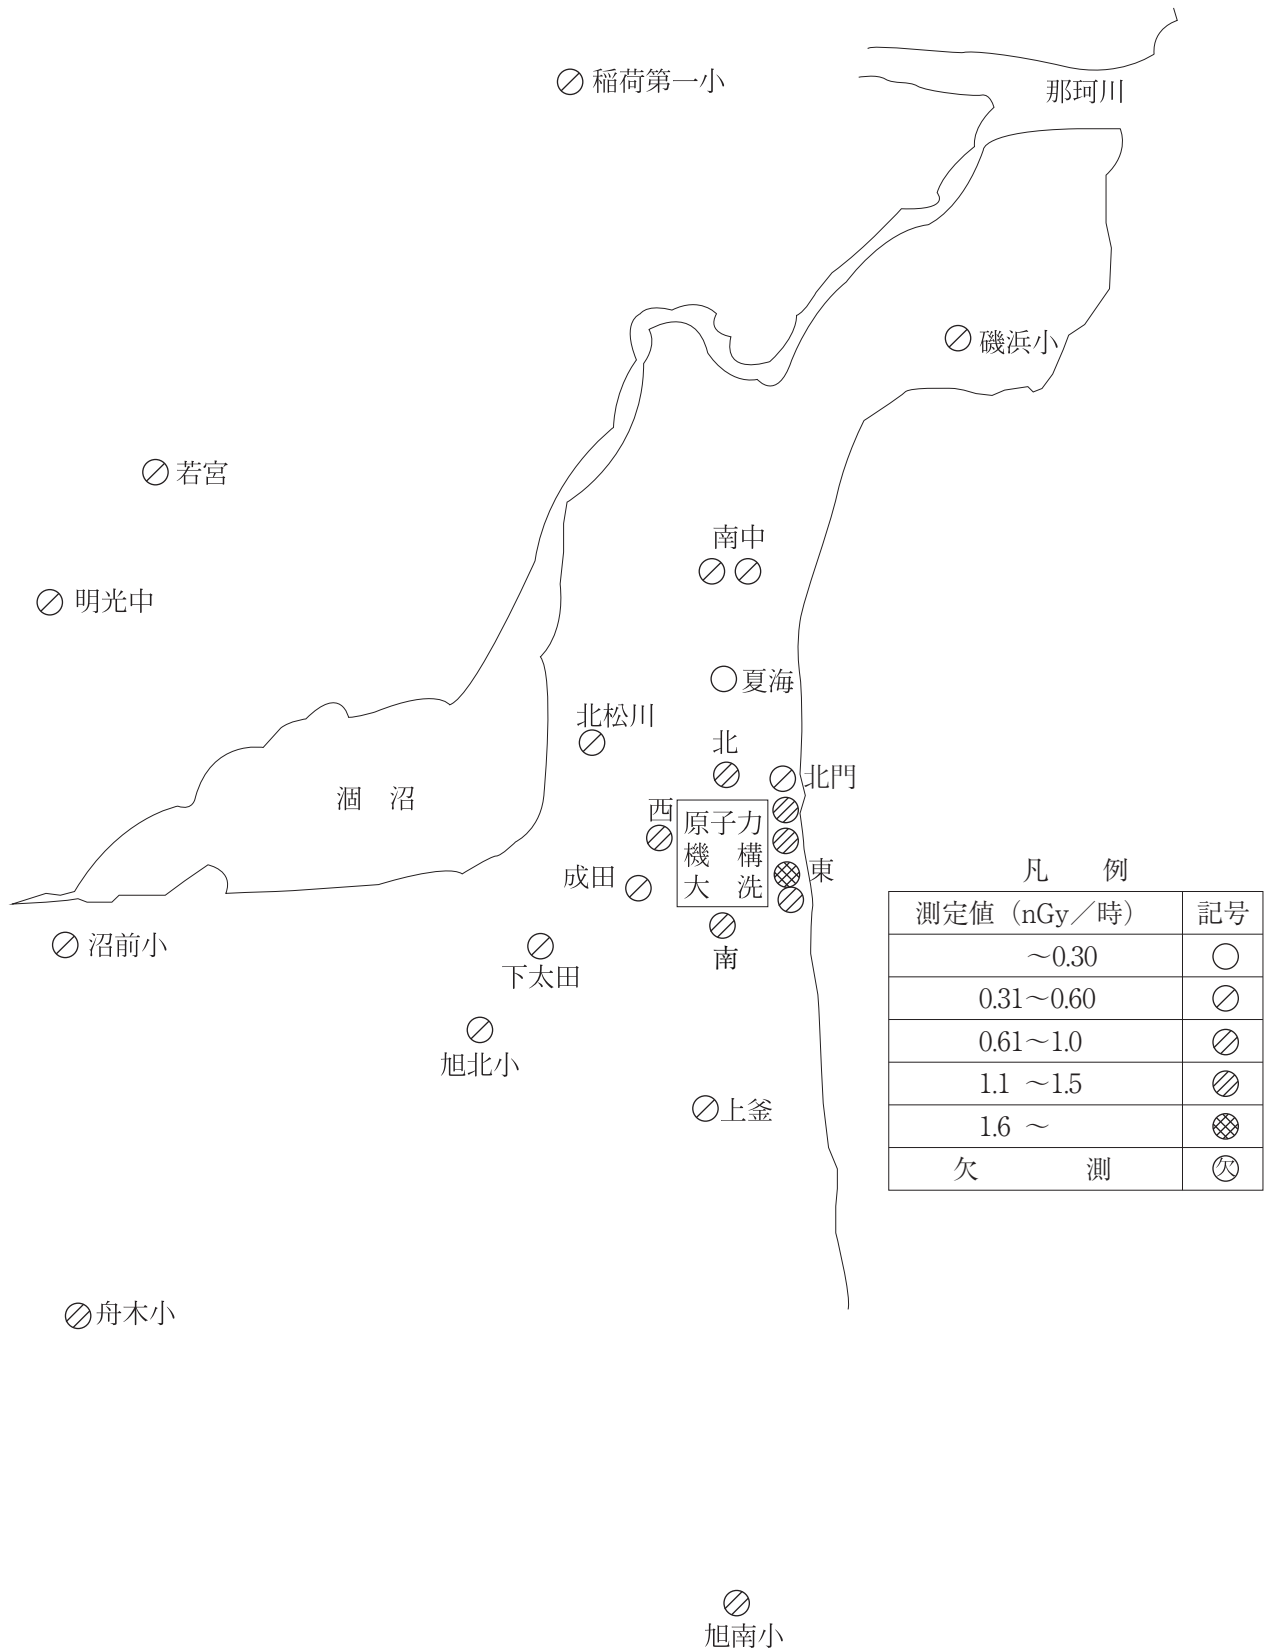 稲荷第一小
那珂川
磯浜小
若宮
南中
明光中
夏海
北松川
北
北門
涸 沼
西
原子力
機 構
大 洗
成田
東
沼前小
下太田
南
旭北小
上釜
凡 例
測定値（nGy／時） 記号
～0.30
0.31～0.60
0.61～1.0
1.1 ～1.5
1.6 ～
欠 測 欠
舟木小
旭南小